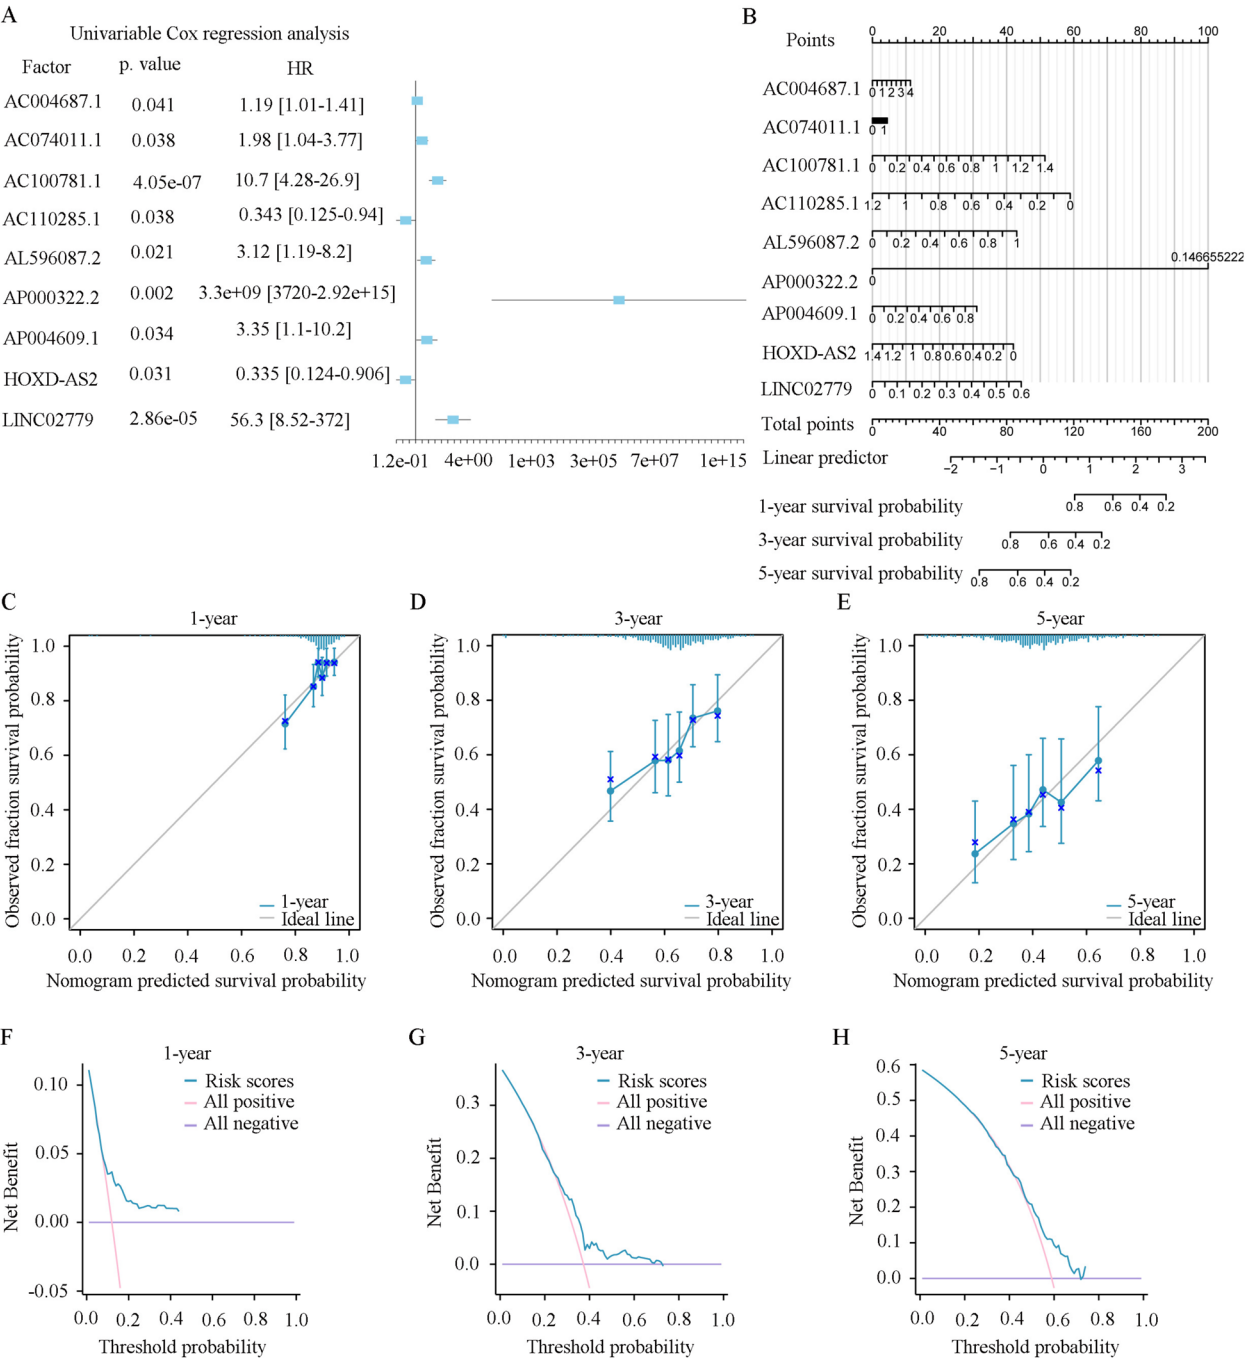 A
Univariable Cox regression analysis
Factor p. value HR
AC004687.1 0.041 1.19 [1.01-1.41]
AC074011.1 0.038 1.98 [1.04-3.77]
AC100781.1 4.05e-07 10.7 [4.28-26.9]
AC110285.1 0.038 0.343 [0.125-0.94]
AL596087.2 0.021 3.12 [1.19-8.2]
AP000322.2 0.002 3.3e+09 [3720-2.92e+15]
AP004609.1 0.034 3.35 [1.1-10.2]
HOXD-AS2 0.031 0.335 [0.124-0.906]
LINC02779 2.86e-05 56.3 [8.52-372]
1.2e-01 4e+00 1e+03 3e+05 7e+07 1e+15
B
Points 0 20 40 60 80 100
AC004687.1 0 1 2 3 4
AC074011.1 0 1
AC100781.1 0 0.2 0.4 0.6 0.8 1 1.2 1.4
AC110285.1 1.2 1 0.8 0.6 0.4 0.2 0
AL596087.2 0 0.2 0.4 0.6 0.8 1
0.146655222
AP000322.2 0
AP004609.1 0 0.2 0.4 0.6 0.8
HOXD-AS2 1.4 1.2 1 0.8 0.6 0.4 0.2 0
LINC02779 0 0.1 0.2 0.3 0.4 0.5 0.6
Total points 0 40 80 120 160 200
Linear predictor −2 −1 0 1 2 3
1-year survival probability 0.8 0.6 0.4 0.2
3-year survival probability 0.8 0.6 0.4 0.2
5-year survival probability 0.8 0.6 0.4 0.2
C
1-year
Observed fraction survival probability
1.0
0.8
0.6
0.4
0.2
0.0
1-year
Ideal line
0.0 0.2 0.4 0.6 0.8 1.0
Nomogram predicted survival probability
D
3-year
Observed fraction survival probability
1.0
0.8
0.6
0.4
0.2
0.0
3-year
Ideal line
0.0 0.2 0.4 0.6 0.8 1.0
Nomogram predicted survival probability
E
5-year
Observed fraction survival probability
1.0
0.8
0.6
0.4
0.2
0.0
5-year
Ideal line
0.0 0.2 0.4 0.6 0.8 1.0
Nomogram predicted survival probability
F
1-year
Net Benefit
0.10
0.05
0.00
-0.05
Risk scores
All positive
All negative
0.0 0.2 0.4 0.6 0.8 1.0
Threshold probability
G
3-year
Net Benefit
0.3
0.2
0.1
0.0
Risk scores
All positive
All negative
0.0 0.2 0.4 0.6 0.8 1.0
Threshold probability
H
5-year
Net Benefit
0.6
0.5
0.4
0.3
0.2
0.1
0.0
Risk scores
All positive
All negative
0.0 0.2 0.4 0.6 0.8 1.0
Threshold probability